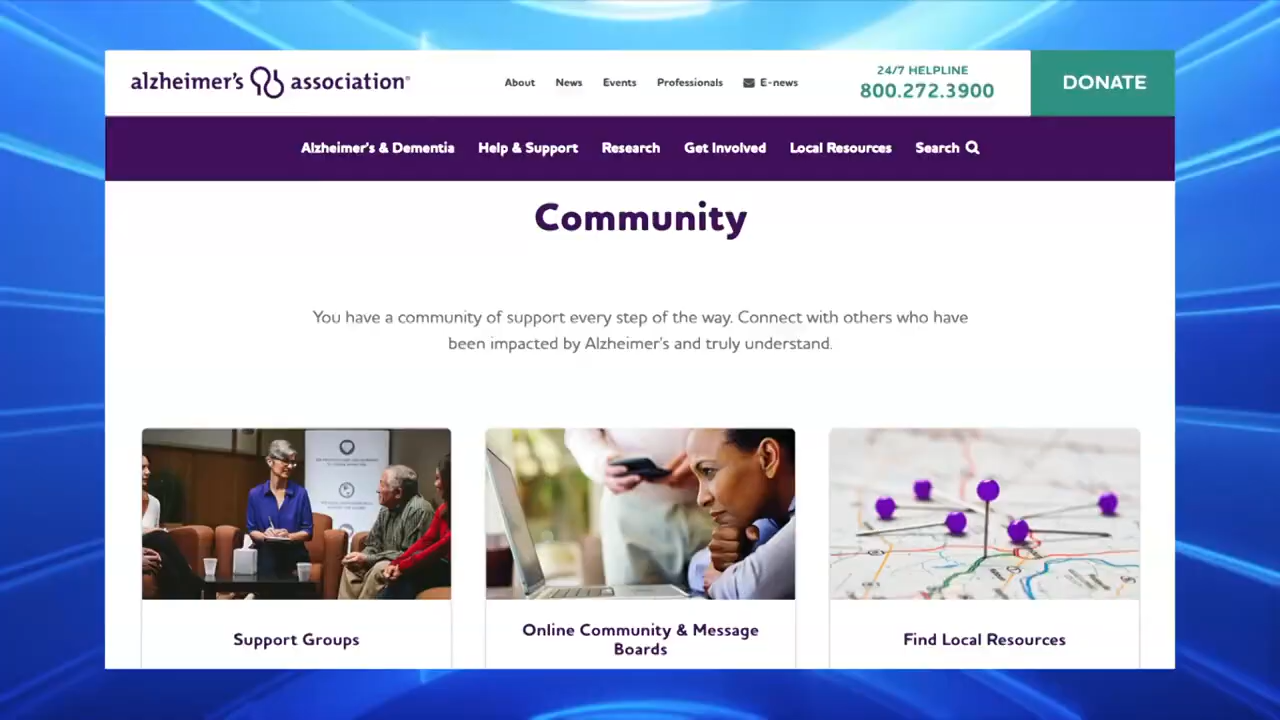 alzheimer's association®
About News Events Professionals E-news
24/7 HELPLINE
800.272.3900
DONATE
Alzheimer's & Dementia Help & Support Research Get Involved Local Resources Search
Community
You have a community of support every step of the way. Connect with others who have
been impacted by Alzheimer's and truly understand.
Support Groups
Online Community & Message
Boards
Find Local Resources